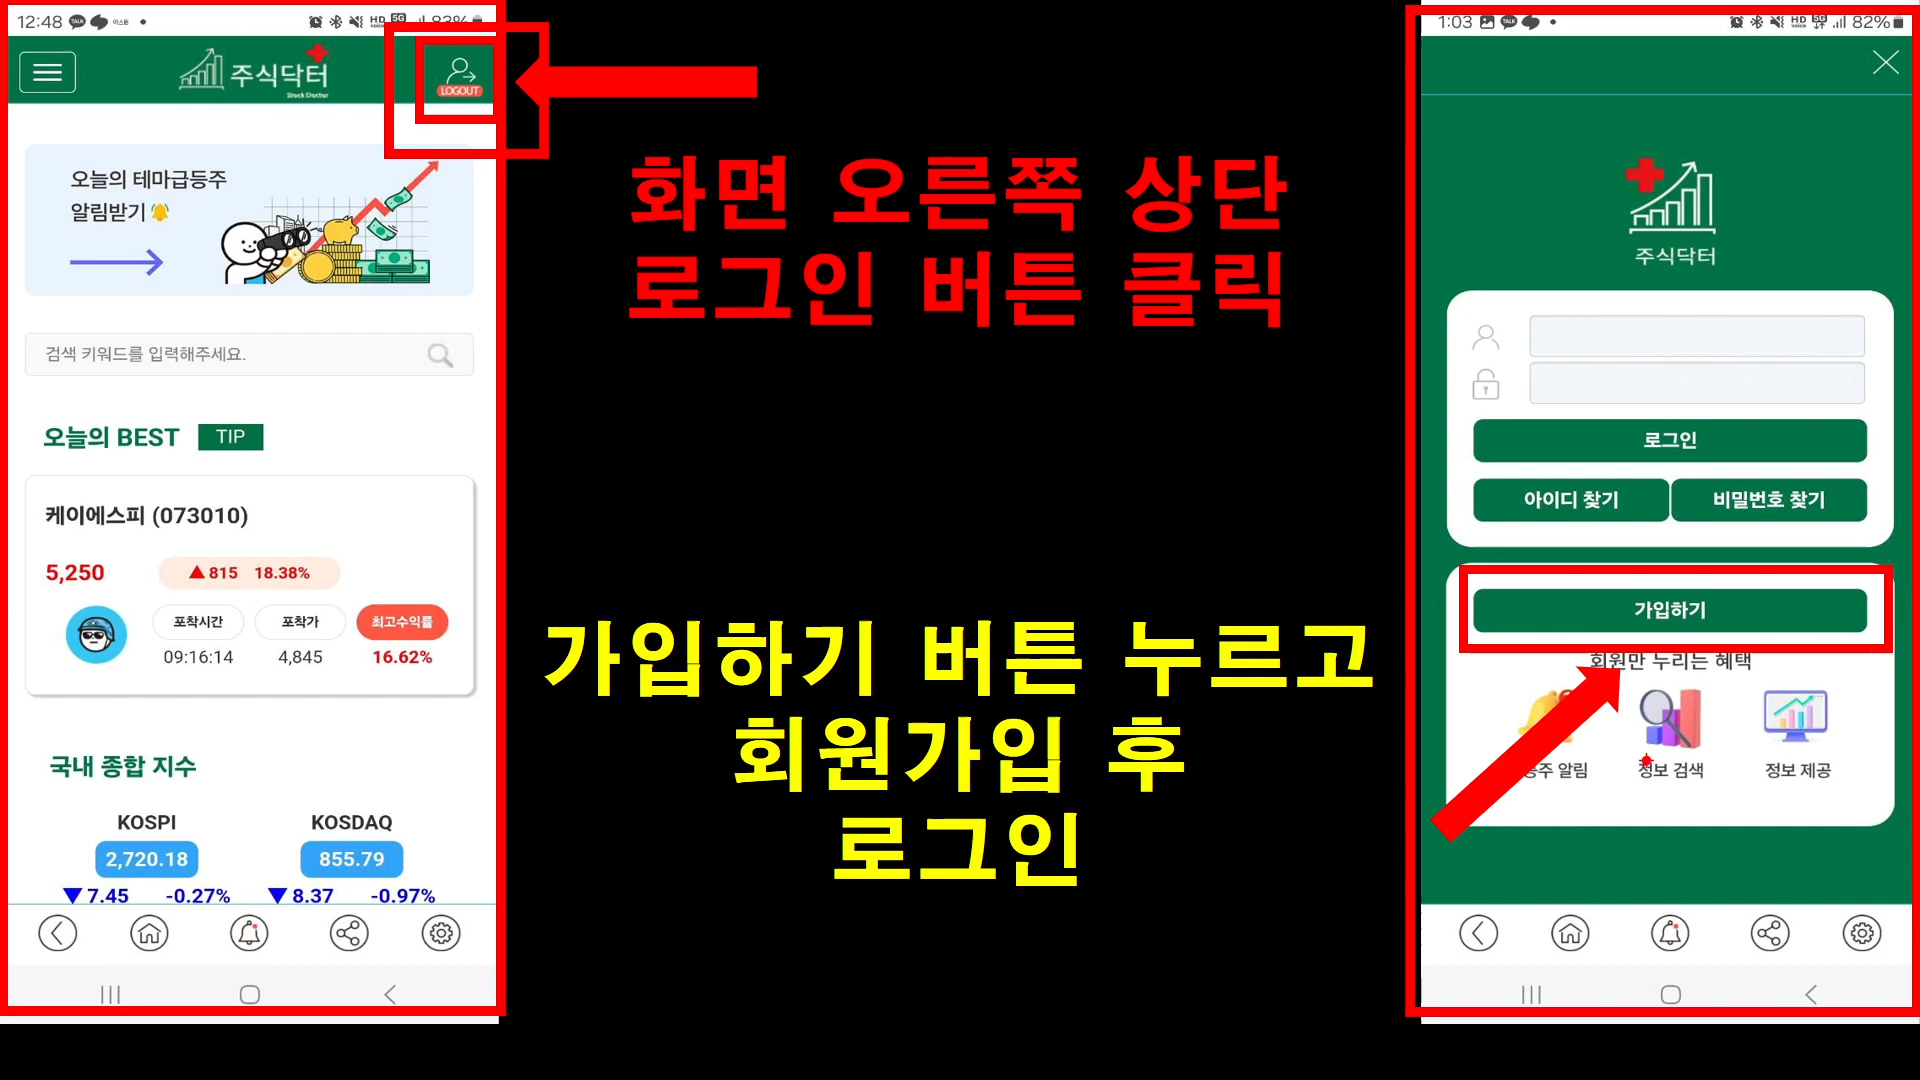 12:48
83%
주식닥터
Stock Doctor
LOGOUT
오늘의 테마급등주
알림받기
검색 키워드를 입력해주세요.
오늘의 BEST TIP
케이에스피 (073010)
5,250 ▲815 18.38%
포착시간 포착가 최고수익률
09:16:14 4,845 16.62%
국내 종합 지수
KOSPI KOSDAQ
2,720.18 855.79
▼7.45 -0.27% ▼8.37 -0.97%
화면 오른쪽 상단
로그인 버튼 클릭
가입하기 버튼 누르고
회원가입 후
로그인
1:03
82%
주식닥터
로그인
아이디 찾기 비밀번호 찾기
가입하기
회원만 누리는 혜택
알림 정보 검색 정보 제공